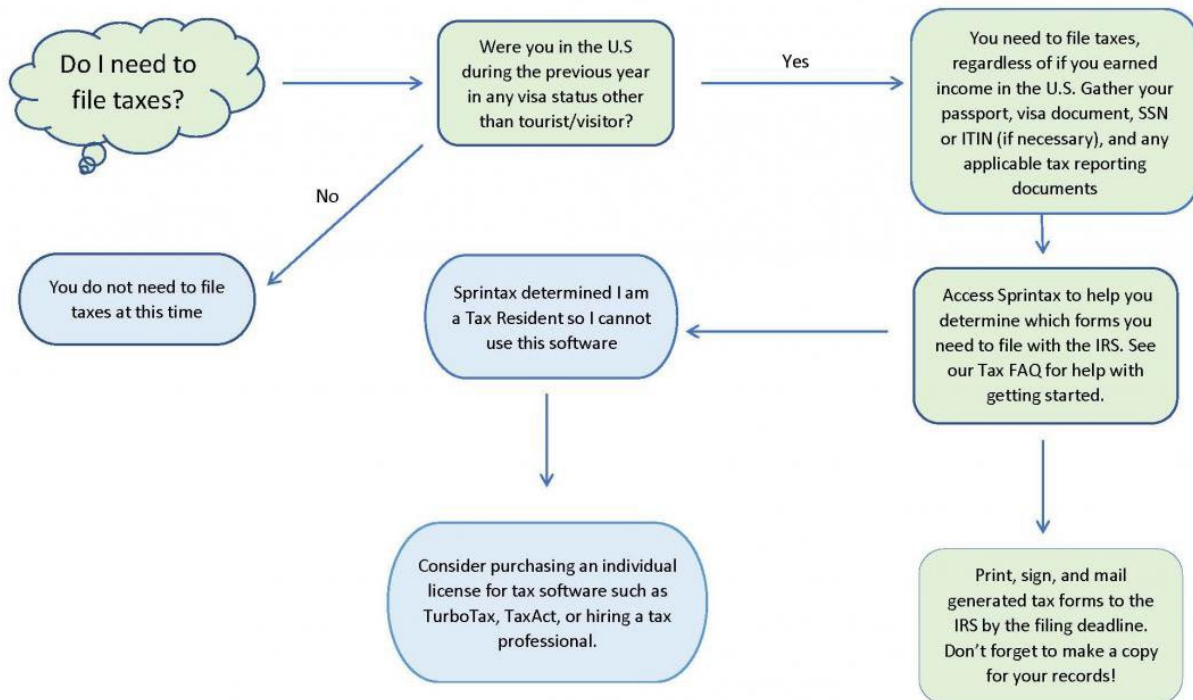 Do I need to
file taxes?
Were you in the U.S
during the previous year
in any visa status other
than tourist/visitor?
Yes
You need to file taxes,
regardless of if you earned
income in the U.S. Gather your
passport, visa document, SSN
or ITIN (if necessary), and any
applicable tax reporting
documents
No
You do not need to file
taxes at this time
Sprintax determined I am
a Tax Resident so I cannot
use this software
Access Sprintax to help you
determine which forms you
need to file with the IRS. See
our Tax FAQ for help with
getting started.
Consider purchasing an individual
license for tax software such as
TurboTax, TaxAct, or hiring a tax
professional.
Print, sign, and mail
generated tax forms to the
IRS by the filing deadline.
Don't forget to make a copy
for your records!